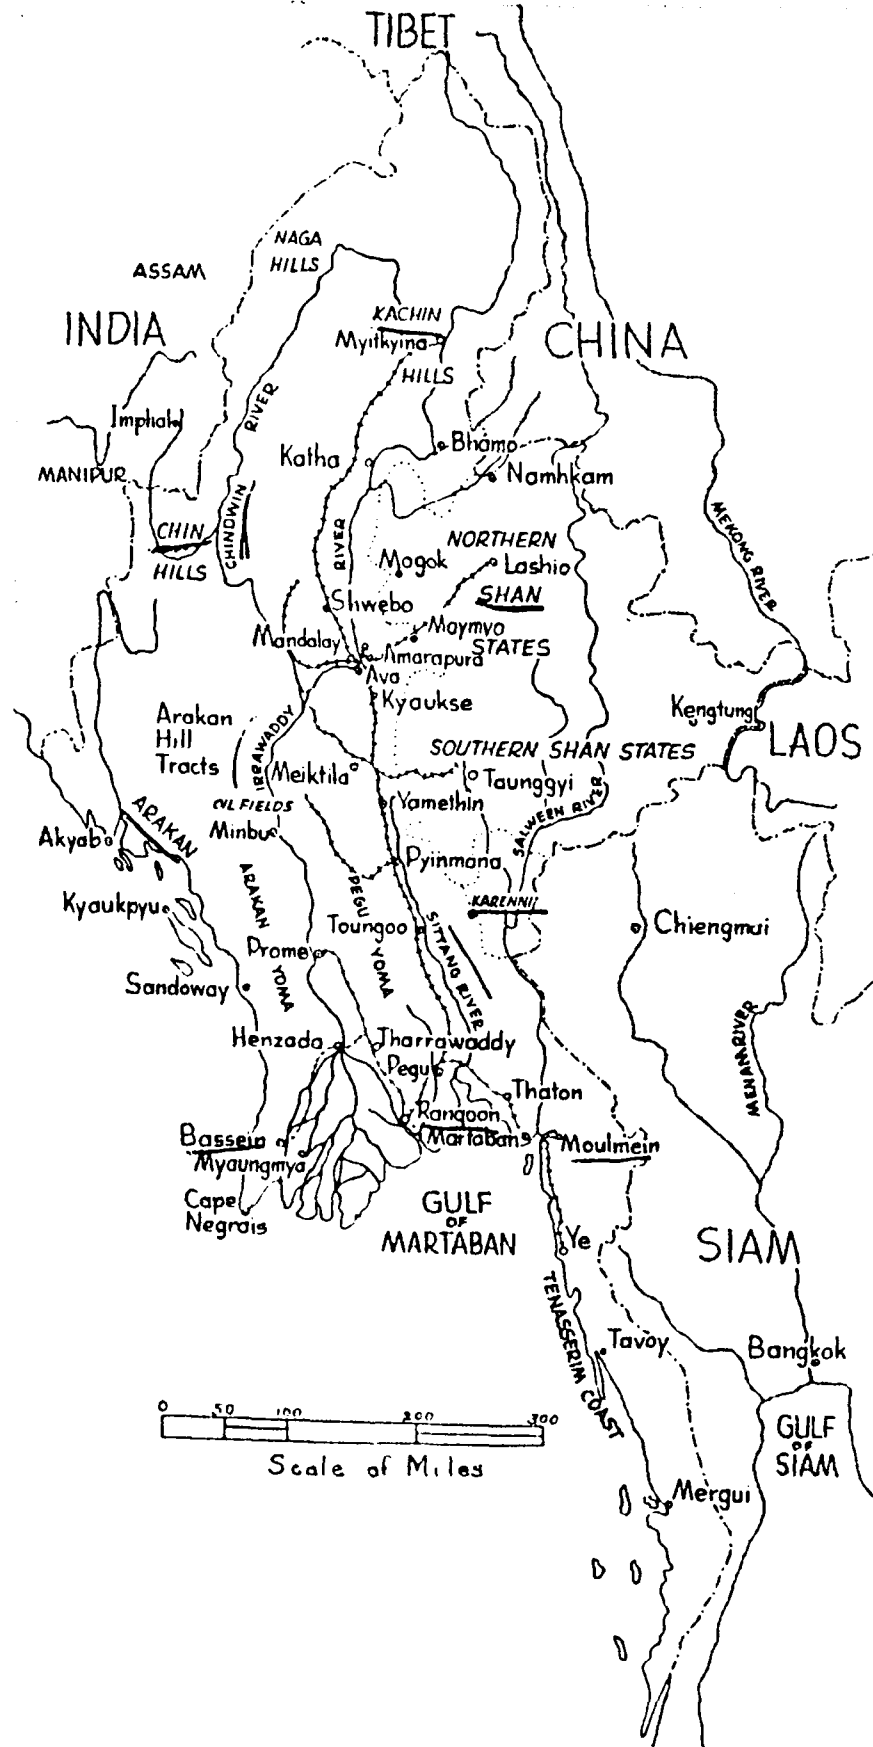 TIBET
NAGA
HILLS
ASSAM
INDIA
KACHIN
Myitkyina
HILLS
CHINA
RIVER
Imphal
Bhamo
Katha
Namhkam
MANIPUR
CHINDWIN
MEKONG RIVER
CHIN
HILLS
RIVER
NORTHERN
Mogok
Lashio
SHAN
Shwebo
Maymyo
Mandalay
Amarapura
STATES
Ava
Kyaukse
Kengtung
Arakan
Hill
Tracts
IRRAWADDY
LAOS
SOUTHERN SHAN STATES
Meiktila
Taunggyi
OIL FIELDS
Yamethin
SALWEEN RIVER
ARAKAN
Minbu
Akyab
Pyinmana
ARAKAN
YOMA
PEGU
YOMA
KARENNI
Kyaukpyu
Toungoo
SITTANG RIVER
Chiengmai
Prome
Sandoway
MENAM RIVER
Henzada
Tharrawaddy
Pegu
Thaton
Rangoon
Bassein
Martaban
Moulmein
Myaungmya
Cape
Negrais
GULF
OF
MARTABAN
Ye
SIAM
TENASSERIM COAST
Tavoy
Bangkok
0 50 100 200 300
Scale of Miles
GULF
OF
SIAM
Mergui